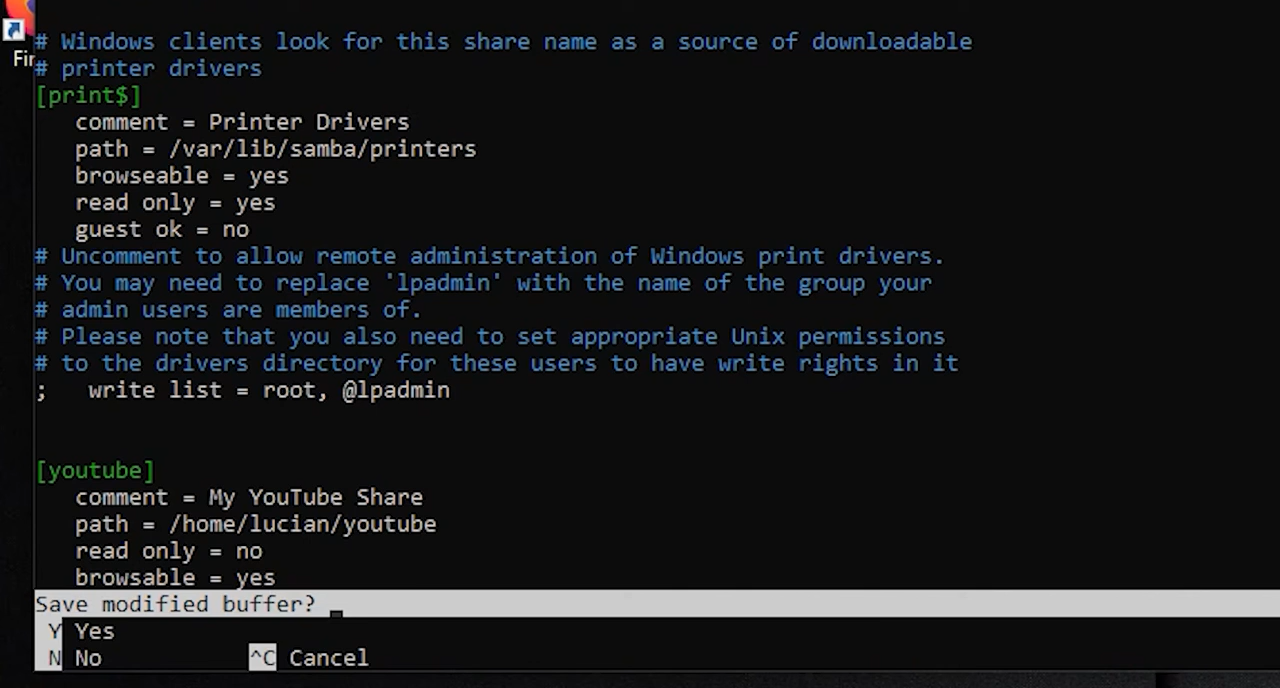 Fir
# Windows clients look for this share name as a source of downloadable
# printer drivers
[print$]
   comment = Printer Drivers
   path = /var/lib/samba/printers
   browseable = yes
   read only = yes
   guest ok = no
# Uncomment to allow remote administration of Windows print drivers.
# You may need to replace 'lpadmin' with the name of the group your
# admin users are members of.
# Please note that you also need to set appropriate Unix permissions
# to the drivers directory for these users to have write rights in it
;   write list = root, @lpadmin
[youtube]
   comment = My YouTube Share
   path = /home/lucian/youtube
   read only = no
   browsable = yes
Save modified buffer?
Y Yes
N No ^C Cancel